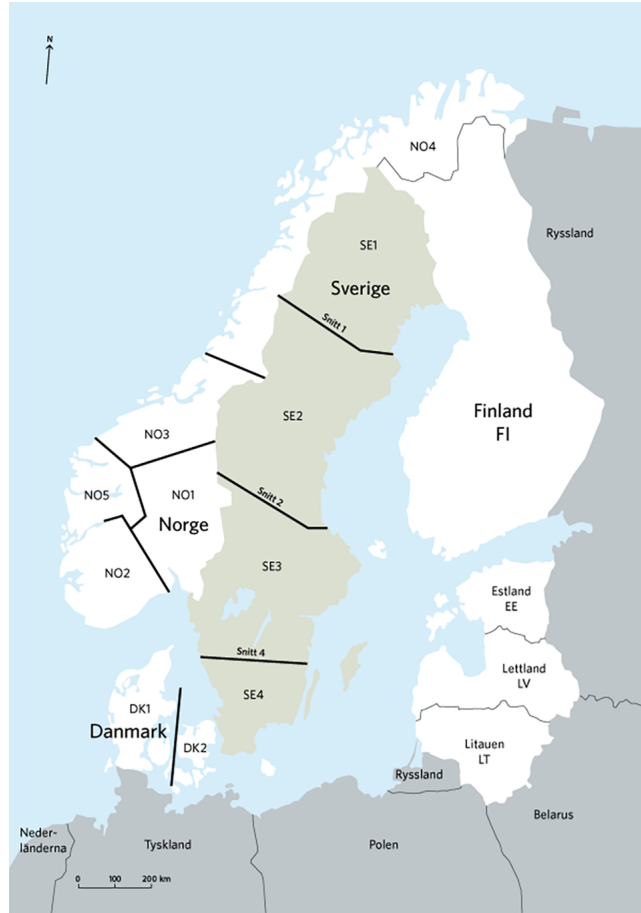 N
NO4
Ryssland
SE1
Sverige
Snitt 1
Finland
FI
SE2
NO3
NO5
NO1
Norge
Snitt 2
NO2
SE3
Estland
EE
Snitt 4
Lettland
LV
SE4
DK1
Danmark
DK2
Litauen
LT
Ryssland
Belarus
Neder-
länderna
Tyskland
Polen
0 100 200 km